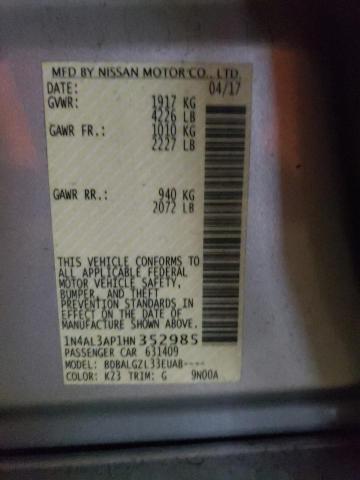 MFD BY NISSAN MOTOR CO., LTD.
DATE: 04/17
GVWR: 1917 KG
4226 LB
GAWR FR.: 1010 KG
2227 LB
GAWR RR.: 940 KG
2072 LB
THIS VEHICLE CONFORMS TO
ALL APPLICABLE FEDERAL
MOTOR VEHICLE SAFETY,
BUMPER, AND THEFT
PREVENTION STANDARDS IN
EFFECT ON THE DATE OF
MANUFACTURE SHOWN ABOVE.
1N4AL3AP1HN352985
PASSENGER CAR 631409
MODEL: BDBALGZL33EUA8----
COLOR: K23 TRIM: G 9N00A